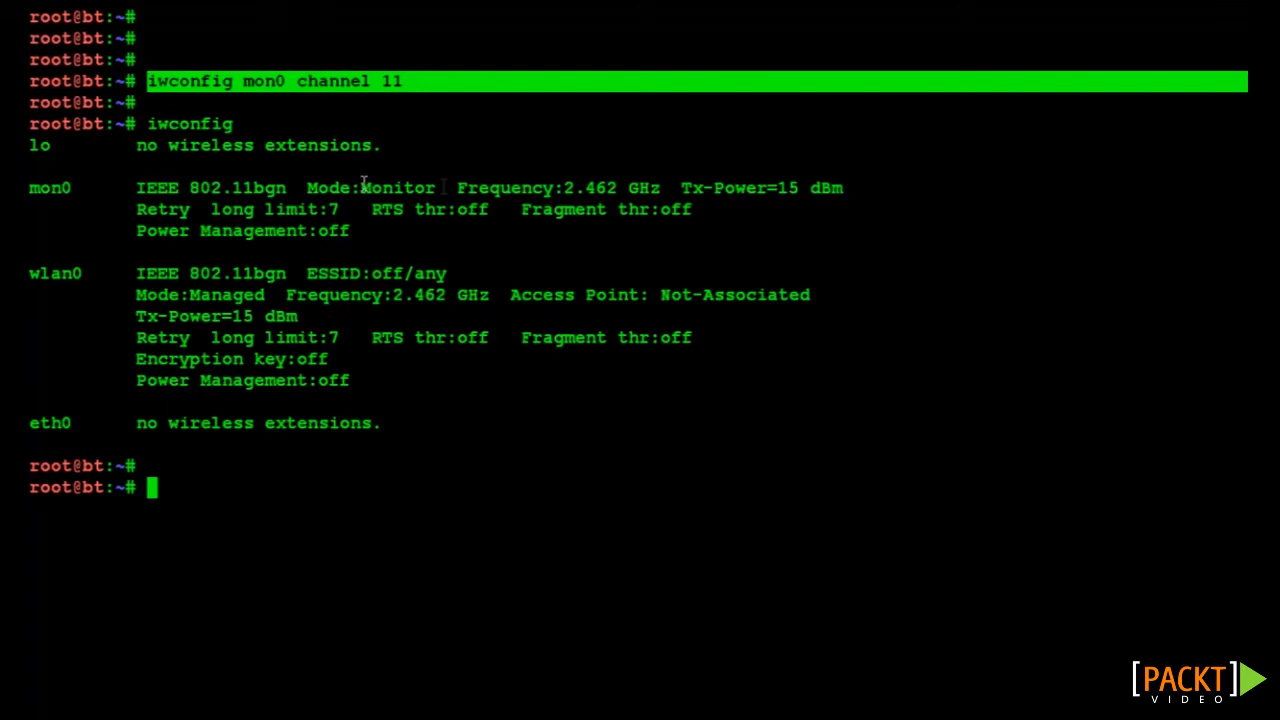 root@bt:~#
root@bt:~#
root@bt:~#
root@bt:~# iwconfig mon0 channel 11
root@bt:~#
root@bt:~# iwconfig
lo        no wireless extensions.
mon0      IEEE 802.11bgn  Mode:Monitor  Frequency:2.462 GHz  Tx-Power=15 dBm
          Retry  long limit:7   RTS thr:off   Fragment thr:off
          Power Management:off
wlan0     IEEE 802.11bgn  ESSID:off/any
          Mode:Managed  Frequency:2.462 GHz  Access Point: Not-Associated
          Tx-Power=15 dBm
          Retry  long limit:7   RTS thr:off   Fragment thr:off
          Encryption key:off
          Power Management:off
eth0      no wireless extensions.
root@bt:~#
root@bt:~#
[PACKT]
VIDEO